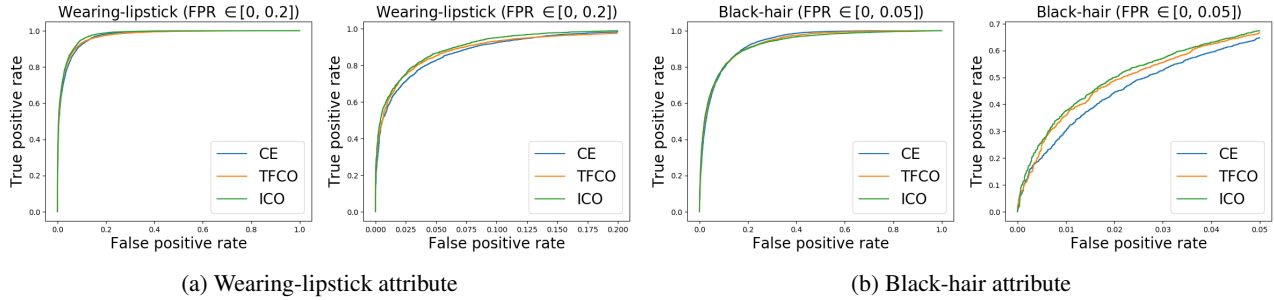 Wearing-lipstick (FPR ∈[0, 0.2])
True positive rate
1.0
0.8
0.6
0.4
0.2
0.0
CE
TFCO
ICO
0.0 0.2 0.4 0.6 0.8 1.0
False positive rate
Wearing-lipstick (FPR ∈[0, 0.2])
True positive rate
1.0
0.8
0.6
0.4
0.2
0.0
CE
TFCO
ICO
0.000 0.025 0.050 0.075 0.100 0.125 0.150 0.175 0.200
False positive rate
(a) Wearing-lipstick attribute
Black-hair (FPR ∈[0, 0.05])
True positive rate
1.0
0.8
0.6
0.4
0.2
0.0
CE
TFCO
ICO
0.0 0.2 0.4 0.6 0.8 1.0
False positive rate
Black-hair (FPR ∈[0, 0.05])
True positive rate
0.7
0.6
0.5
0.4
0.3
0.2
0.1
0.0
CE
TFCO
ICO
0.00 0.01 0.02 0.03 0.04 0.05
False positive rate
(b) Black-hair attribute